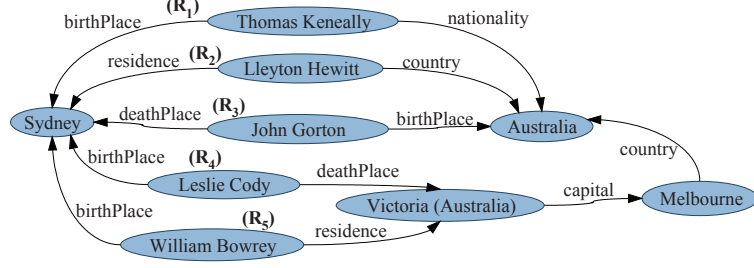 (R1)
birthPlace
Thomas Keneally
nationality
(R2)
residence
Lleyton Hewitt
country
(R3)
Sydney
deathPlace
John Gorton
birthPlace
Australia
(R4)
birthPlace
Leslie Cody
deathPlace
country
Victoria (Australia)
capital
Melbourne
(R5)
birthPlace
William Bowrey
residence